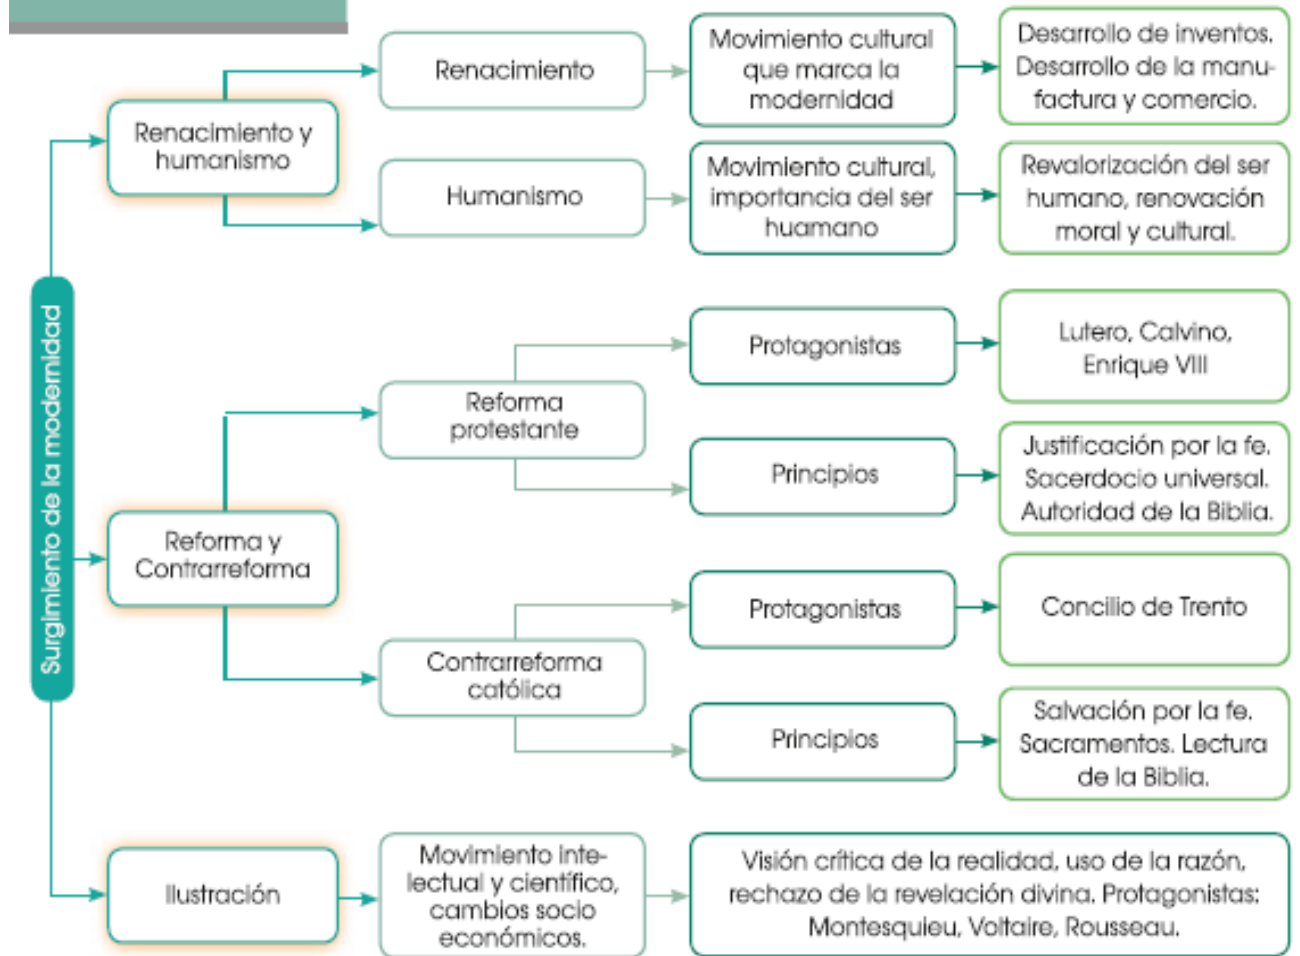 Surgimiento de la modernidad
Renacimiento y
humanismo
Renacimiento
Movimiento cultural
que marca la
modernidad
Desarrollo de inventos.
Desarrollo de la manu-
factura y comercio.
Humanismo
Movimiento cultural,
importancia del ser
huamano
Revalorización del ser
humano, renovación
moral y cultural.
Reforma y
Contrarreforma
Reforma
protestante
Protagonistas
Lutero, Calvino,
Enrique VIII
Principios
Justificación por la fe.
Sacerdocio universal.
Autoridad de la Biblia.
Contrarreforma
católica
Protagonistas
Concilio de Trento
Principios
Salvación por la fe.
Sacramentos. Lectura
de la Biblia.
Ilustración
Movimiento inte-
lectual y científico,
cambios socio
económicos.
Visión crítica de la realidad, uso de la razón,
rechazo de la revelación divina. Protagonistas:
Montesquieu, Voltaire, Rousseau.